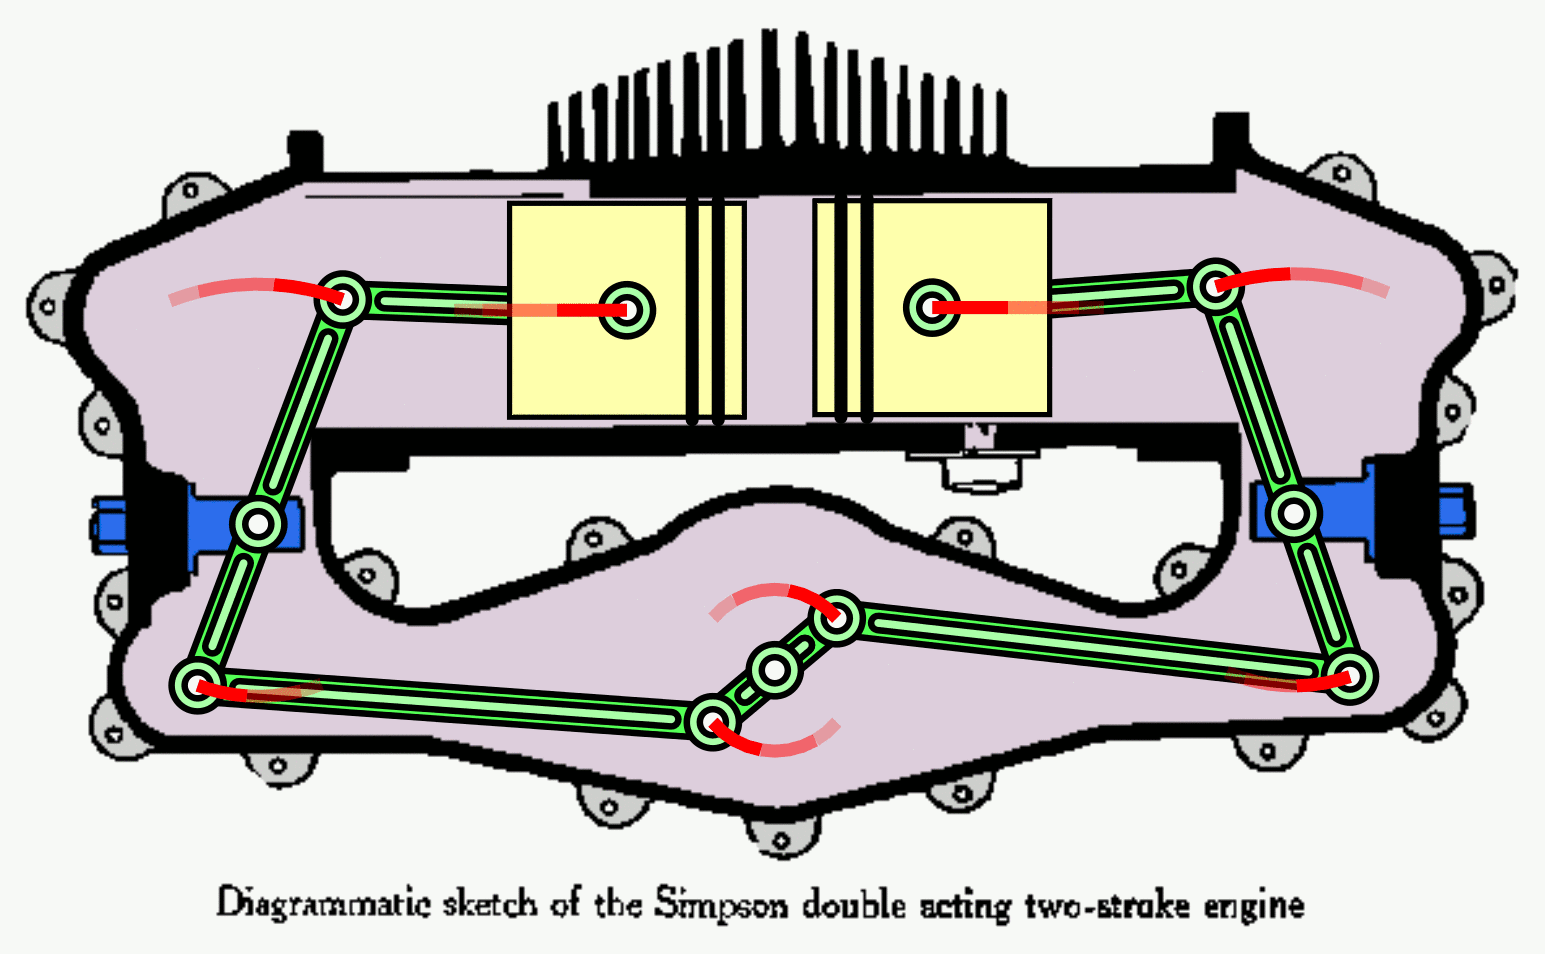 Diagrammatic sketch of the Simpson double acting two-stroke engine